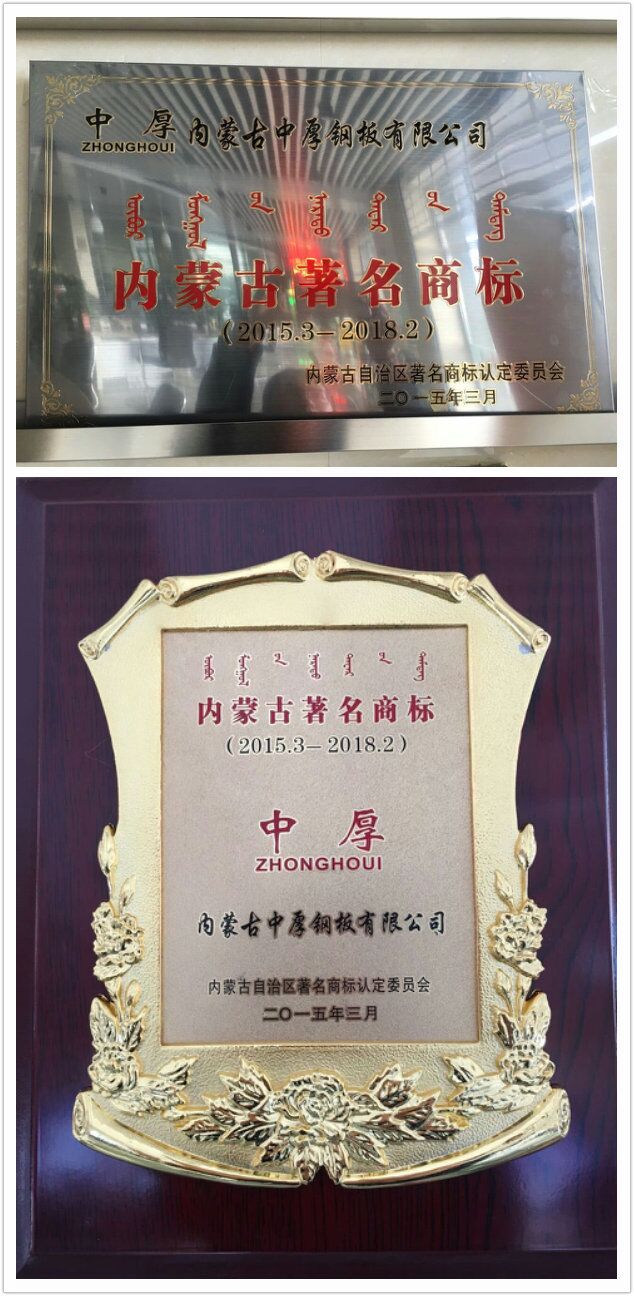 中厚 内蒙古中厚钢板有限公司
ZHONGHOUI
内蒙古著名商标
(2015.3－2018.2)
内蒙古自治区著名商标认定委员会
二〇一五年三月
内蒙古著名商标
(2015.3－2018.2)
中厚
ZHONGHOUI
内蒙古中厚钢板有限公司
内蒙古自治区著名商标认定委员会
二〇一五年三月